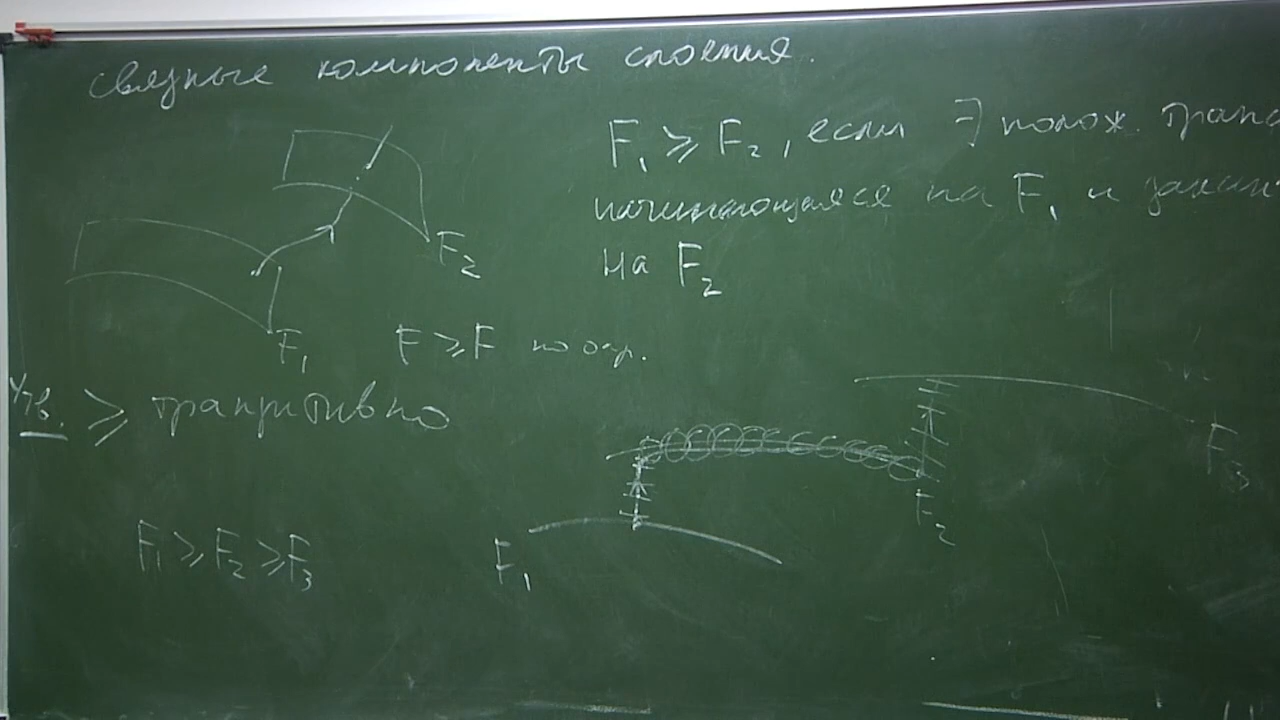 связные компоненты слоения.
F₁ ⩾ F₂, если ∃ полож. транс
начинающаяся на F₁ и закан
на F₂
F₂
F₁
F ⩾ F по опр.
Утв. ⩾ транзитивно
F₃
F₂
F₁ ⩾ F₂ ⩾ F₃
F₁